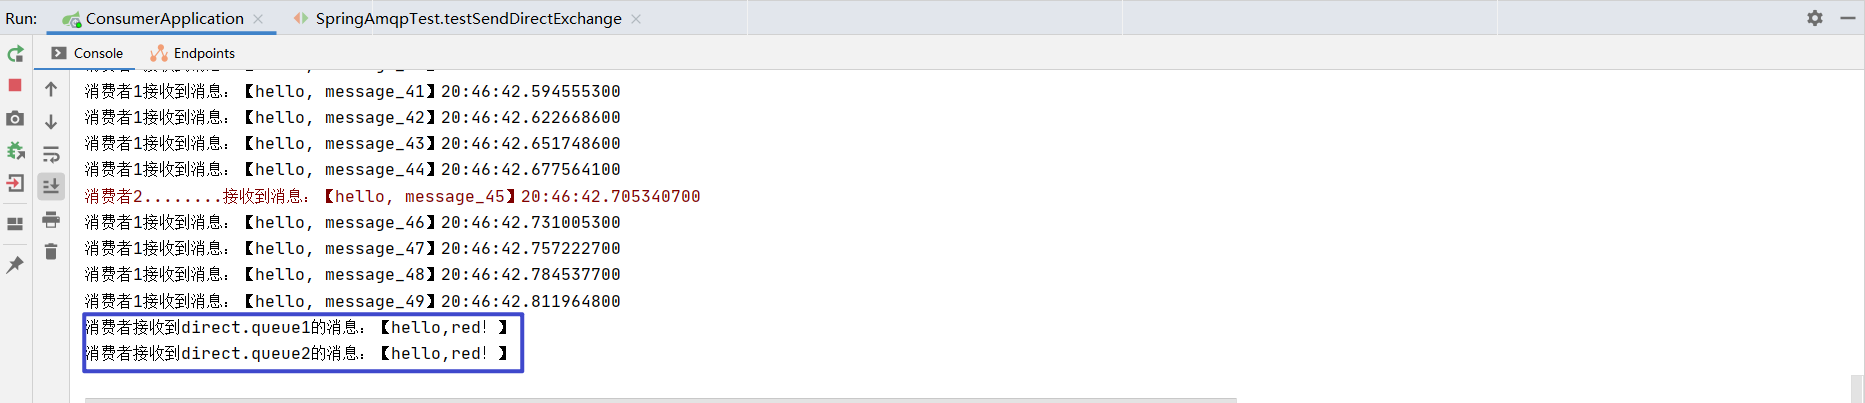 Run: ConsumerApplication SpringAmqpTest.testSendDirectExchange
Console Endpoints
消费者1接收到消息：【hello, message_41】20:46:42.594555300
消费者1接收到消息：【hello, message_42】20:46:42.622668600
消费者1接收到消息：【hello, message_43】20:46:42.651748600
消费者1接收到消息：【hello, message_44】20:46:42.677564100
消费者2........接收到消息：【hello, message_45】20:46:42.705340700
消费者1接收到消息：【hello, message_46】20:46:42.731005300
消费者1接收到消息：【hello, message_47】20:46:42.757222700
消费者1接收到消息：【hello, message_48】20:46:42.784537700
消费者1接收到消息：【hello, message_49】20:46:42.811964800
消费者接收到direct.queue1的消息：【hello,red！】
消费者接收到direct.queue2的消息：【hello,red！】